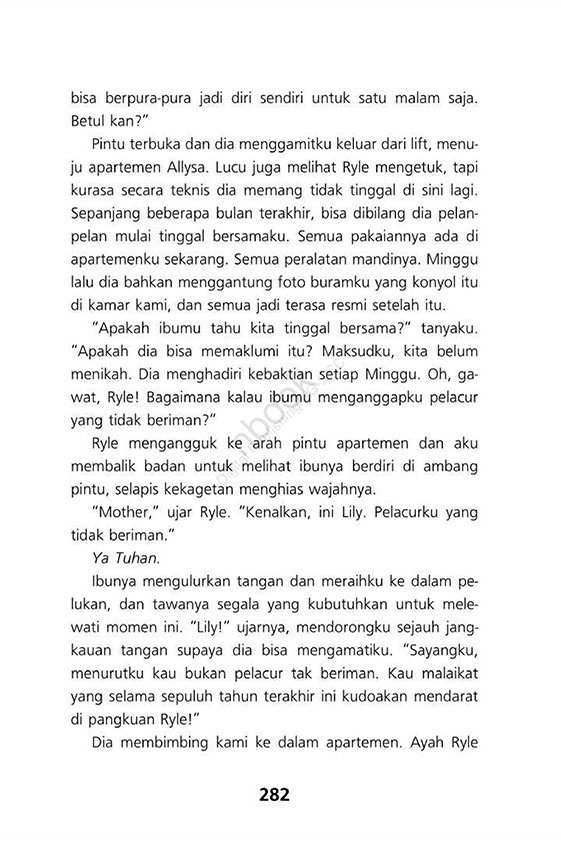 bisa berpura-pura jadi diri sendiri untuk satu malam saja.
Betul kan?"
Pintu terbuka dan dia menggamitku keluar dari lift, menu-
ju apartemen Allysa. Lucu juga melihat Ryle mengetuk, tapi
kurasa secara teknis dia memang tidak tinggal di sini lagi.
Sepanjang beberapa bulan terakhir, bisa dibilang dia pelan-
pelan mulai tinggal bersamaku. Semua pakaiannya ada di
apartemenku sekarang. Semua peralatan mandinya. Minggu
lalu dia bahkan menggantung foto buramku yang konyol itu
di kamar kami, dan semua jadi terasa resmi setelah itu.
"Apakah ibumu tahu kita tinggal bersama?" tanyaku.
"Apakah dia bisa memaklumi itu? Maksudku, kita belum
menikah. Dia menghadiri kebaktian setiap Minggu. Oh, ga-
wat, Ryle! Bagaimana kalau ibumu menganggapku pelacur
yang tidak beriman?"
Ryle mengangguk ke arah pintu apartemen dan aku
membalik badan untuk melihat ibunya berdiri di ambang
pintu, selapis kekagetan menghias wajahnya.
"Mother," ujar Ryle. "Kenalkan, ini Lily. Pelacurku yang
tidak beriman."
Ya Tuhan.
Ibunya mengulurkan tangan dan meraihku ke dalam pe-
lukan, dan tawanya segala yang kubutuhkan untuk mele-
wati momen ini. "Lily!" ujarnya, mendorongku sejauh jang-
kauan tangan supaya dia bisa mengamatiku. "Sayangku,
menurutku kau bukan pelacur tak beriman. Kau malaikat
yang selama sepuluh tahun terakhir ini kudoakan mendarat
di pangkuan Ryle!"
Dia membimbing kami ke dalam apartemen. Ayah Ryle
282